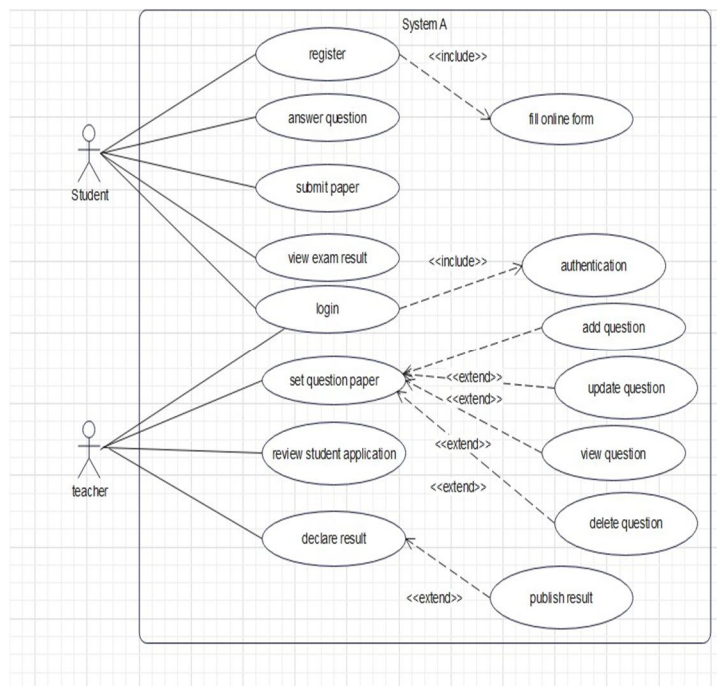 System A
register
<<include>>
fill online form
answer question
Student
submit paper
view exam result
<<include>>
authentication
login
add question
set question paper
<<extend>>
update question
<<extend>>
teacher
review student application
<<extend>>
view question
<<extend>>
delete question
declare result
<<extend>>
publish result